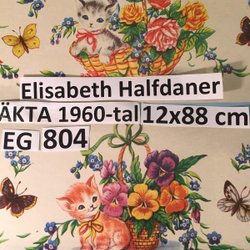 Elisabeth Halfdaner
ÄKTA 1960-tal 12x88 cm
EG 804